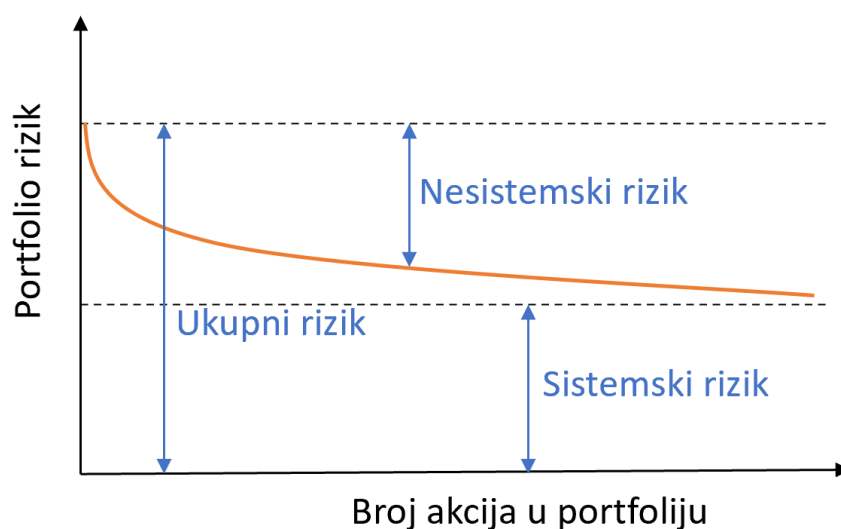 Portfolio rizik
Nesistemski rizik
Ukupni rizik
Sistemski rizik
Broj akcija u portfoliju